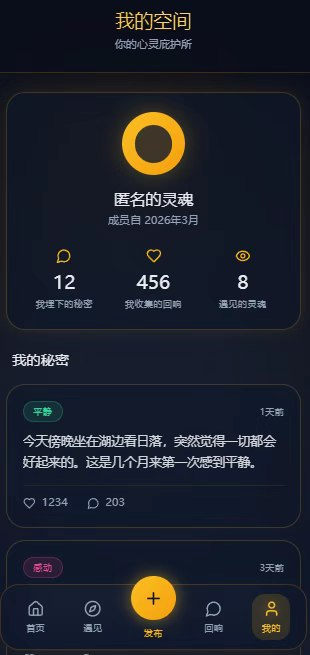 我的空间
你的心灵庇护所
匿名的灵魂
成员自 2026年3月
12 456 8
我埋下的秘密 我收集的回响 遇见的灵魂
我的秘密
平静 1天前
今天傍晚坐在湖边看日落，突然觉得一切都会
好起来的。这是几个月来第一次感到平静。
1234 203
感动 3天前
首页 遇见 发布 回响 我的